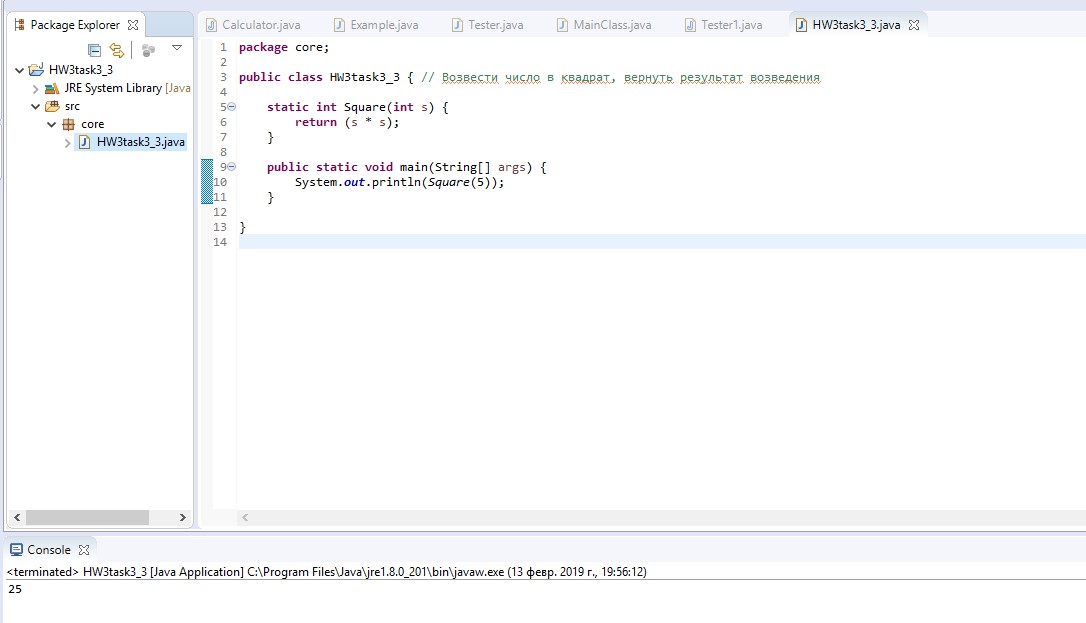 Package Explorer
Calculator.java Example.java Tester.java MainClass.java Tester1.java HW3task3_3.java
HW3task3_3
JRE System Library [Java
src
core
HW3task3_3.java
1 package core;
2
3 public class HW3task3_3 { // Возвести число в квадрат, вернуть результат возведения
4
5 static int Square(int s) {
6 return (s * s);
7 }
8
9 public static void main(String[] args) {
10 System.out.println(Square(5));
11 }
12
13 }
14
Console
<terminated> HW3task3_3 [Java Application] C:\Program Files\Java\jre1.8.0_201\bin\javaw.exe (13 февр. 2019 г., 19:56:12)
25